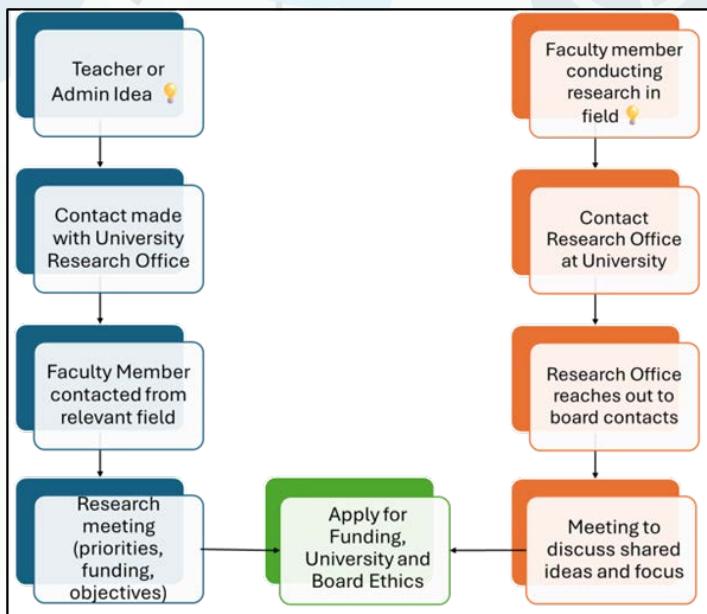 Teacher or
Admin Idea 💡
Contact made
with University
Research Office
Faculty Member
contacted from
relevant field
Research
meeting
(priorities,
funding,
objectives)
Apply for
Funding,
University and
Board Ethics
Faculty member
conducting
research in
field 💡
Contact
Research Office
at University
Research Office
reaches out to
board contacts
Meeting to
discuss shared
ideas and focus